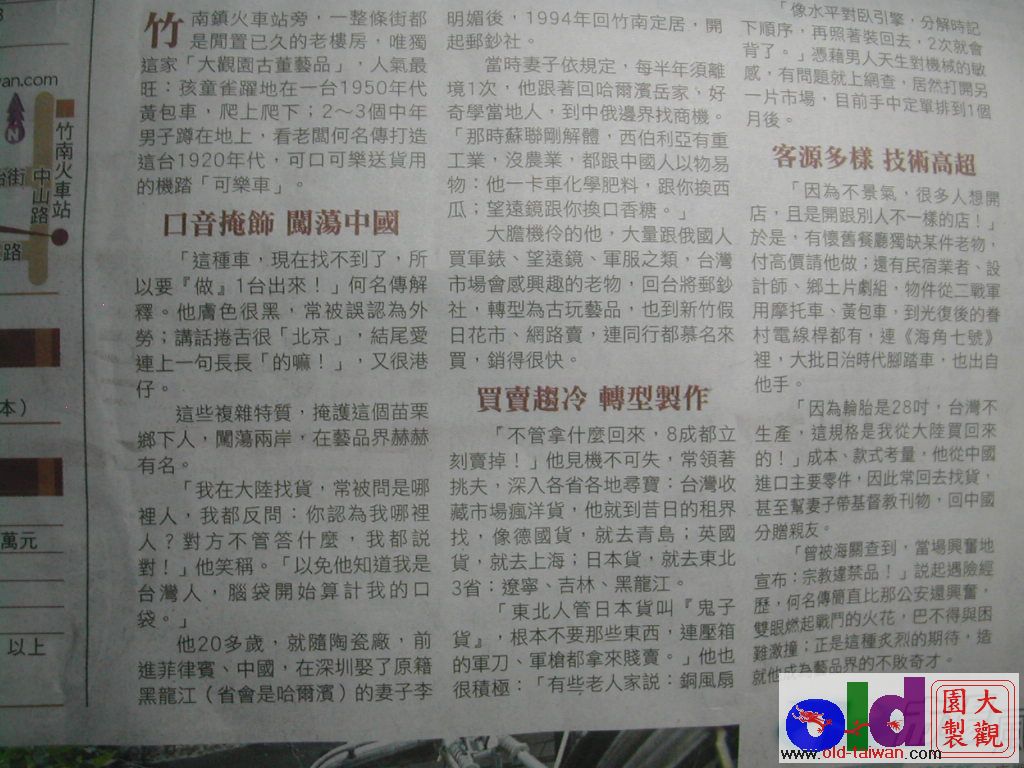 van.com
N
竹南火車站
台街
中山路
路
本）
萬元
以上
竹南鎮火車站旁，一整條街都
是閒置已久的老樓房，唯獨
這家「大觀園古董藝品」，人氣最
旺：孩童雀躍地在一台1950年代
黃包車，爬上爬下；2～3個中年
男子蹲在地上，看老闆何名傳打造
這台1920年代，可口可樂送貨用
的機踏「可樂車」。
口音掩飾 闖蕩中國
「這種車，現在找不到了，所
以要『做』1台出來！」何名傳解
釋。他膚色很黑，常被誤認為外
勞；講話捲舌很「北京」，結尾愛
連上一句長長「的嘛！」，又很港
仔。
這些複雜特質，掩護這個苗栗
鄉下人，闖蕩兩岸，在藝品界赫赫
有名。
「我在大陸找貨，常被問是哪
裡人，我都反問：你認為我哪裡
人？對方不管答什麼，我都説
對！」他笑稱。「以免他知道我是
台灣人，腦袋開始算計我的口
袋。」
他20多歲，就隨陶瓷廠，前
進菲律賓、中國，在深圳娶了原籍
黑龍江（省會是哈爾濱）的妻子李
明媚後，1994年回竹南定居，開
起郵鈔社。
當時妻子依規定，每半年須離
境1次，他跟著回哈爾濱岳家、好
奇學當地人，到中俄邊界找商機。
「那時蘇聯剛解體，西伯利亞有重
工業，沒農業，都跟中國人以物易
物：他一卡車化學肥料，跟你換西
瓜；望遠鏡跟你換口香糖。」
大膽機伶的他，大量跟俄國人
買軍錶、望遠鏡、軍服之類，台灣
市場會感興趣的老物，回台將郵鈔
社，轉型為古玩藝品，也到新竹假
日花市、網路賣，連同行都慕名來
買，銷得很快。
買賣趨冷 轉型製作
「不管拿什麼回來，8成都立
刻賣掉！」他見機不可失，常領著
挑夫，深入各省各地尋寶：台灣收
藏市場瘋洋貨，他就到昔日的租界
找，像德國貨，就去青島；英國
貨，就去上海；日本貨，就去東北
3省：遼寧、吉林、黑龍江。
「東北人管日本貨叫『鬼子
貨』，根本不要那些東西，連壓箱
的軍刀、軍槍都拿來賤賣。」他也
很積極：「有些老人家説：銅風扇
「像水平對臥引擎，分解時記
下順序，再照著裝回去，2次就會
背了。」憑藉男人天生對機械的敏
感，有問題就上網查，居然打開另
一片市場，目前手中定單排到1個
月後。
客源多樣 技術高超
「因為不景氣，很多人想開
店，且是開跟別人不一樣的店！」
於是，有懷舊餐廳獨缺某件老物，
付高價請他做；還有民宿業者、設
計師、鄉土片劇組，物件從二戰軍
用摩托車、黃包車，到光復後的眷
村電線桿都有，連《海角七號》
裡，大批日治時代腳踏車，也出自
他手。
「因為輪胎是28吋，台灣不
生產，這規格是我從大陸買回來
的！」成本、款式考量，他從中國
進口主要零件，因此常回去找貨，
甚至幫妻子帶基督教刊物，回中國
分贈親友。
「曾被海關查到，當場興奮地
宣布：宗教違禁品！」説起遇險經
歷，何名傳簡直比那公安還興奮，
雙眼燃起戰鬥的火花，巴不得與困
難激撞；正是這種炙烈的期待，造
就他成為藝品界的不敗奇才。
old
大觀園製
www.old-taiwan.com